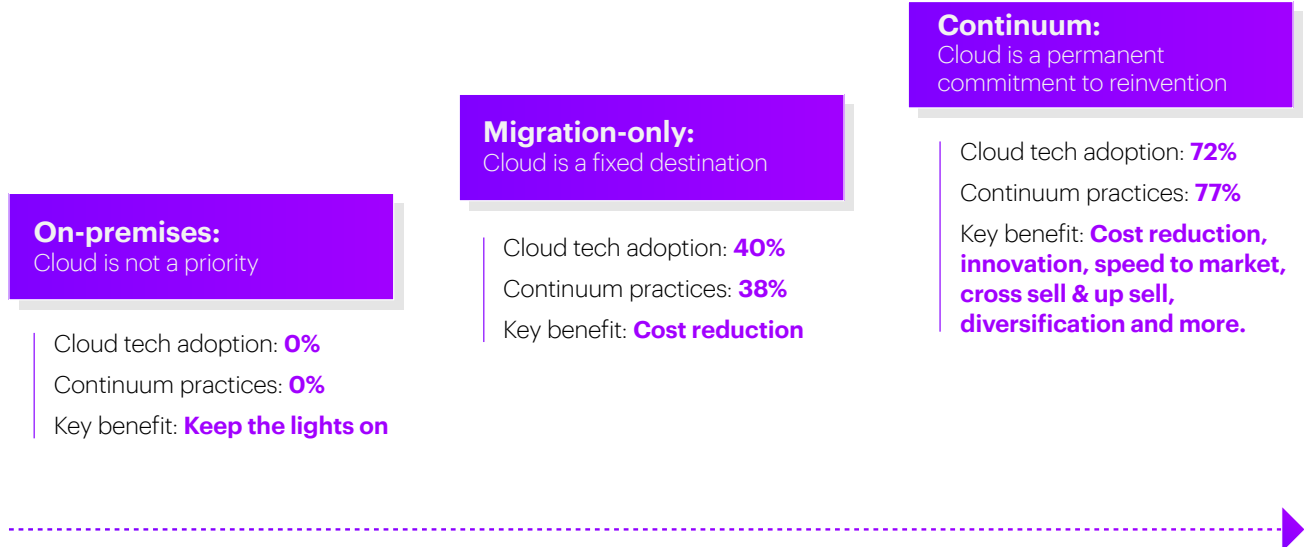 On-premises:
Cloud is not a priority
Cloud tech adoption: 0%
Continuum practices: 0%
Key benefit: Keep the lights on
Migration-only:
Cloud is a fixed destination
Cloud tech adoption: 40%
Continuum practices: 38%
Key benefit: Cost reduction
Continuum:
Cloud is a permanent
commitment to reinvention
Cloud tech adoption: 72%
Continuum practices: 77%
Key benefit: Cost reduction,
innovation, speed to market,
cross sell & up sell,
diversification and more.